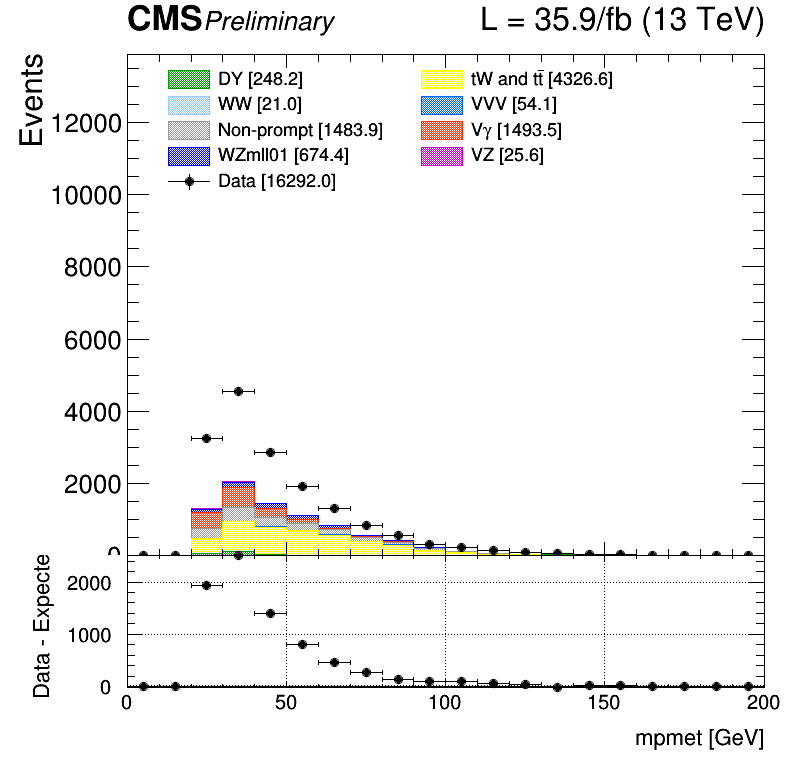 CMS Preliminary L = 35.9/fb (13 TeV)
Events
DY [248.2] tW and tt̄ [4326.6]
WW [21.0] VVV [54.1]
Non-prompt [1483.9] Vγ [1493.5]
WZmll01 [674.4] VZ [25.6]
Data [16292.0]
12000
10000
8000
6000
4000
2000
0
Data - Expecte
2000
1000
0
0 50 100 150 200
mpmet [GeV]